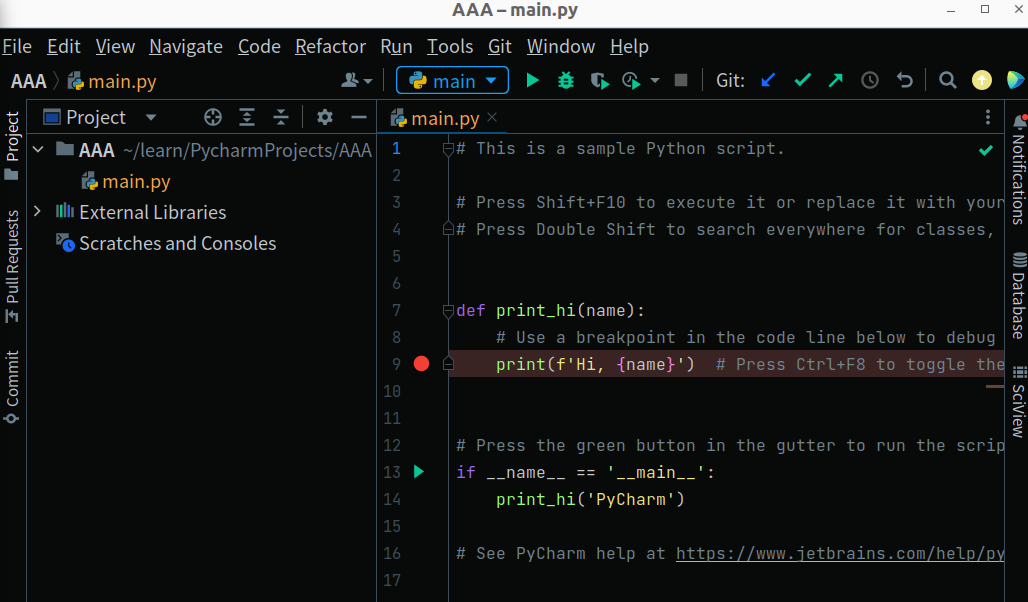 AAA – main.py
File Edit View Navigate Code Refactor Run Tools Git Window Help
AAA main.py main Git:
Project
main.py
Project
Pull Requests
Commit
AAA ~/learn/PycharmProjects/AAA
main.py
External Libraries
Scratches and Consoles
1 # This is a sample Python script.
2
3 # Press Shift+F10 to execute it or replace it with your
4 # Press Double Shift to search everywhere for classes,
5
6
7 def print_hi(name):
8 # Use a breakpoint in the code line below to debug
9 print(f'Hi, {name}') # Press Ctrl+F8 to toggle the
10
11
12 # Press the green button in the gutter to run the scrip
13 if __name__ == '__main__':
14 print_hi('PyCharm')
15
16 # See PyCharm help at https://www.jetbrains.com/help/py
17
Notifications
Database
SciView